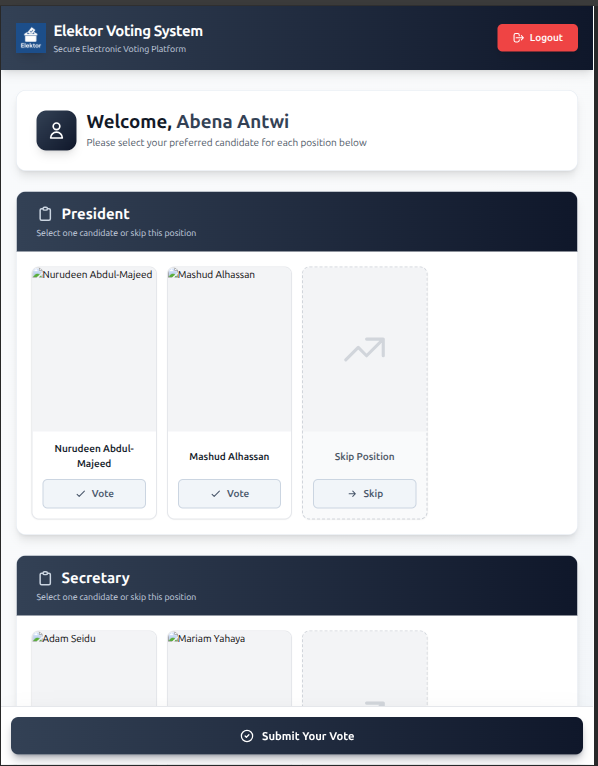 Elektor
Elektor Voting System
Secure Electronic Voting Platform
Logout
Welcome, Abena Antwi
Please select your preferred candidate for each position below
President
Select one candidate or skip this position
Nurudeen Abdul-Majeed
Mashud Alhassan
Nurudeen Abdul-
Majeed
Mashud Alhassan
Skip Position
Vote
Vote
Skip
Secretary
Select one candidate or skip this position
Adam Seidu
Mariam Yahaya
Submit Your Vote